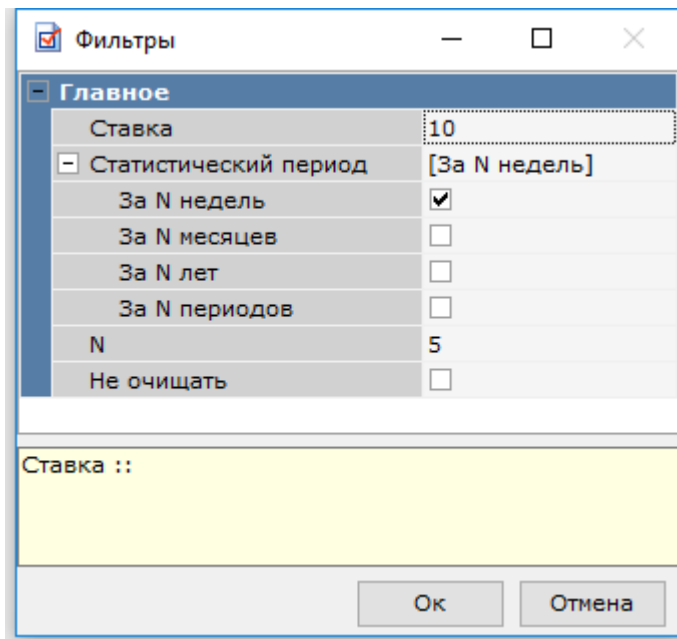 Фильтры
Главное
Ставка 10
Статистический период [За N недель]
За N недель
За N месяцев
За N лет
За N периодов
N 5
Не очищать
Ставка ::
Ок Отмена